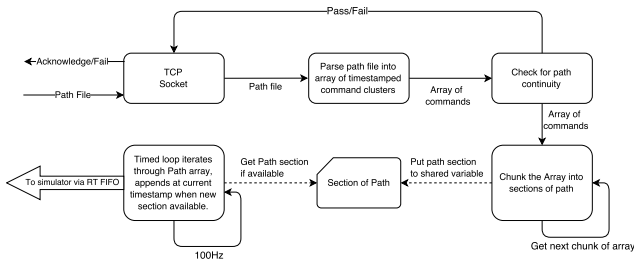 Pass/Fail
Acknowledge/Fail
Path File
TCP
Socket
Path file
Parse path file into
array of timestamped
command clusters
Array of
commands
Check for path
continuity
Array of
commands
To simulator via RT FIFO
Timed loop iterates
through Path array,
appends at current
timestamp when new
section available.
100Hz
Get Path section
if available
Section of Path
Put path section
to shared variable
Chunk the Array into
sections of path
Get next chunk of array